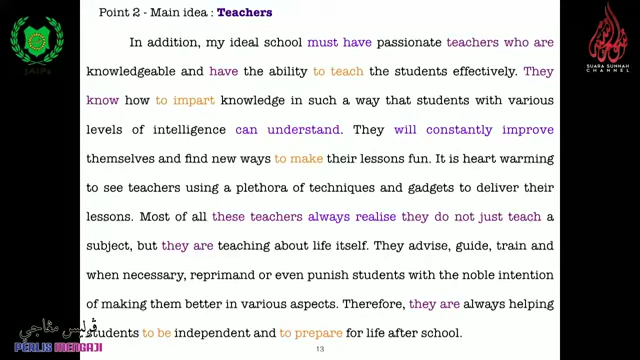 Point 2 - Main idea : Teachers
In addition, my ideal school must have passionate teachers who are
knowledgeable and have the ability to teach the students effectively. They
know how to impart knowledge in such a way that students with various
levels of intelligence can understand. They will constantly improve
themselves and find new ways to make their lessons fun. It is heart warming
to see teachers using a plethora of techniques and gadgets to deliver their
lessons. Most of all these teachers always realise they do not just teach a
subject, but they are teaching about life itself. They advise, guide, train and
when necessary, reprimand or even punish students with the noble intention
of making them better in various aspects. Therefore, they are always helping
students to be independent and to prepare for life after school.
13
JAIPs
SUARA SUNNAH
CHANNEL
ڤرليس مڠاجي
PERLIS MENGAJI